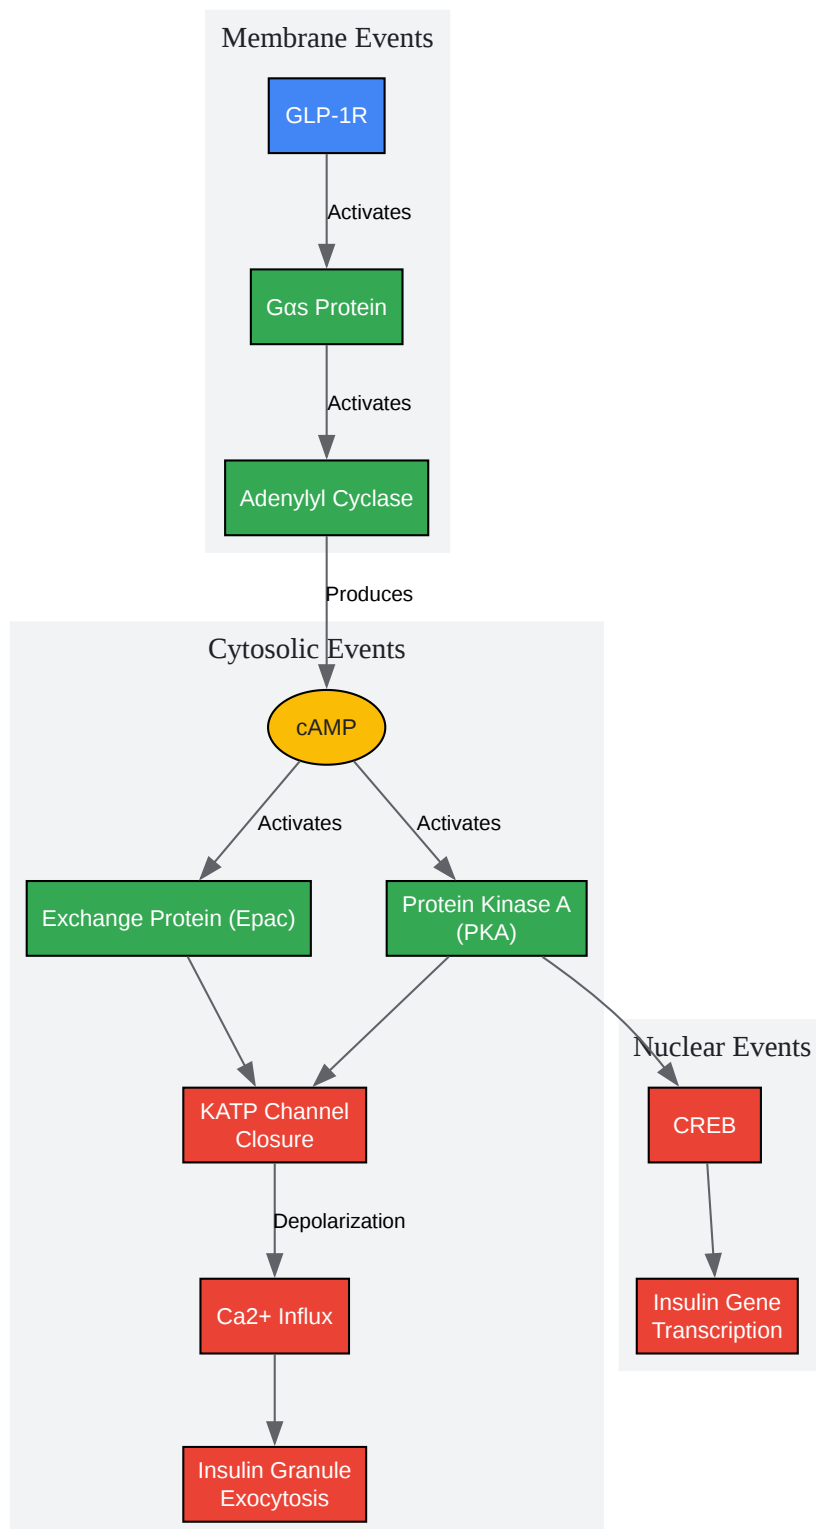 Membrane Events
GLP-1R
Activates
Gαs Protein
Activates
Adenylyl Cyclase
Produces
Cytosolic Events
cAMP
Activates
Activates
Exchange Protein (Epac)
Protein Kinase A
(PKA)
Nuclear Events
KATP Channel
Closure
CREB
Depolarization
Ca2+ Influx
Insulin Gene
Transcription
Insulin Granule
Exocytosis